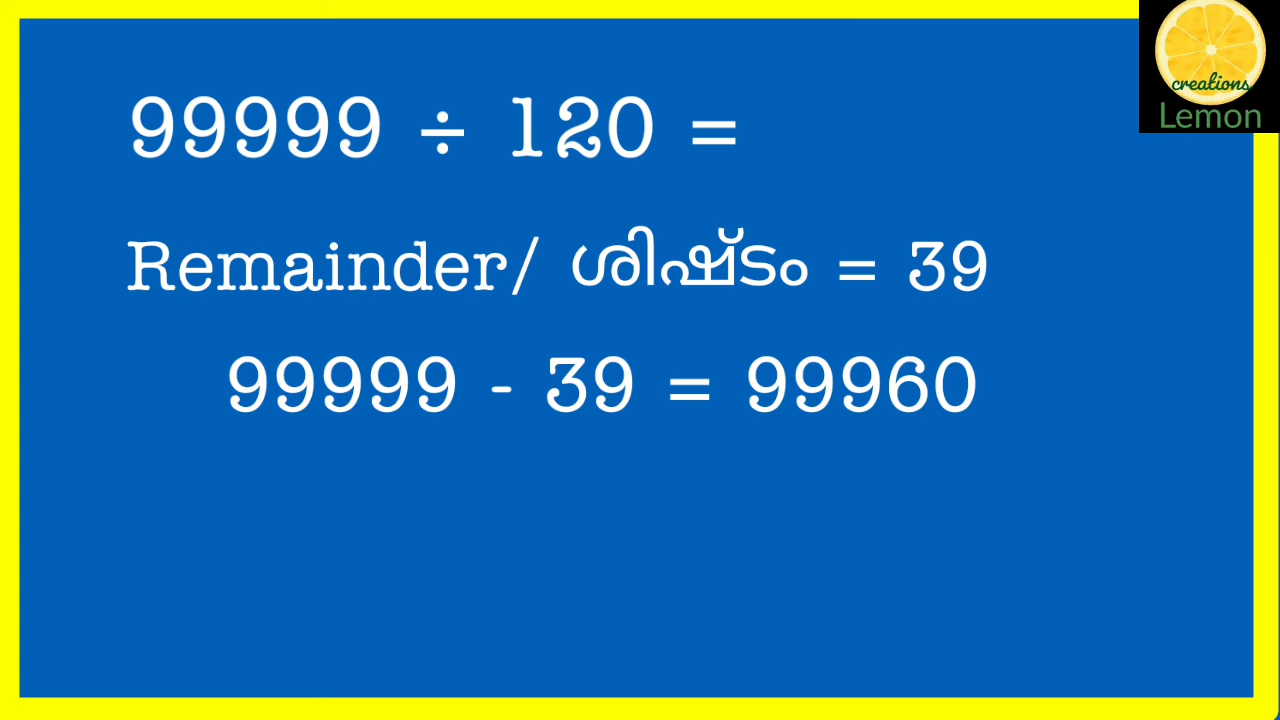 creations
Lemon
99999 ÷ 120 =
Remainder/ ശിഷ്ടം = 39
99999 - 39 = 99960